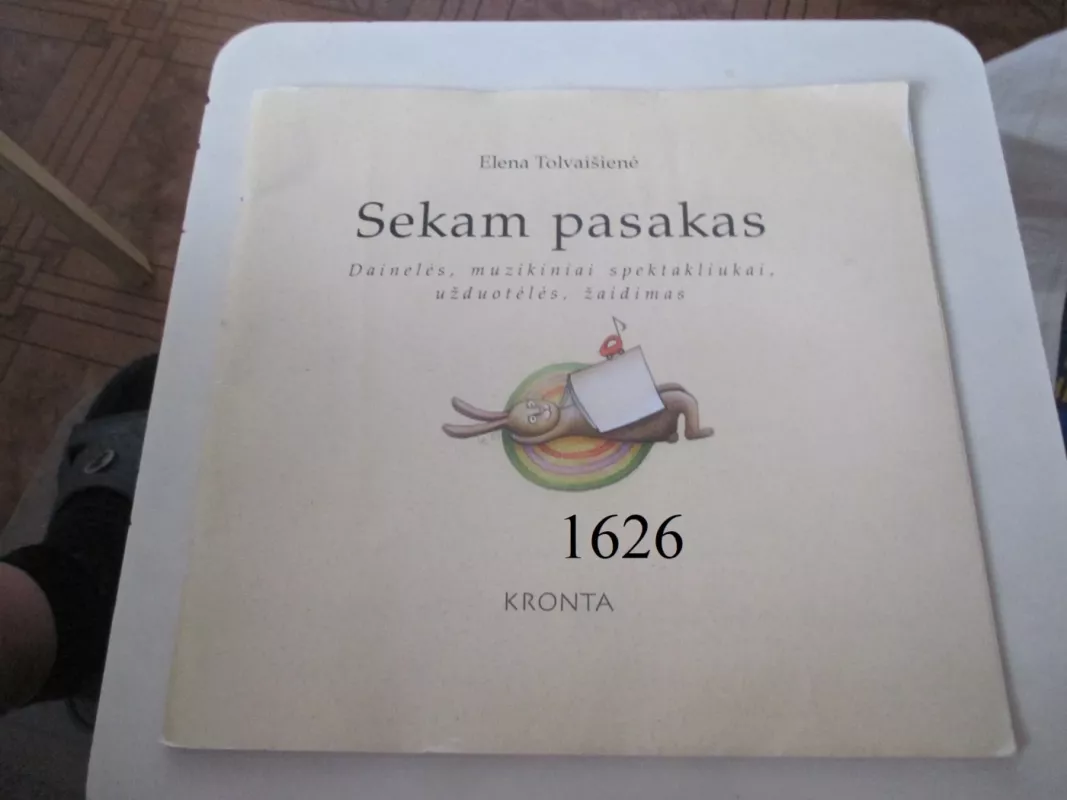 Elena Tolvaišienė
Sekam pasakas
Dainelės, muzikiniai spektakliukai,
užduotėlės, žaidimas
1626
KRONTA